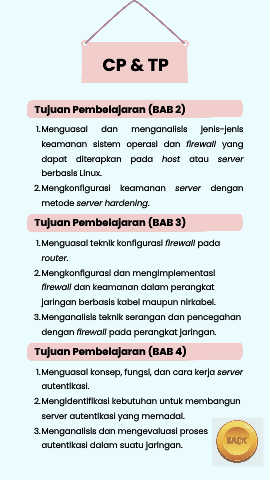 CP & TP
Tujuan Pembelajaran (BAB 2)
1. Menguasai dan menganalisis jenis-jenis
keamanan sistem operasi dan firewall yang
dapat diterapkan pada host atau server
berbasis Linux.
2. Mengkonfigurasi keamanan server dengan
metode server hardening.
Tujuan Pembelajaran (BAB 3)
1. Menguasai teknik konfigurasi firewall pada
router.
2. Mengkonfigurasi dan mengimplementasi
firewall dan keamanan dalam perangkat
jaringan berbasis kabel maupun nirkabel.
3. Menganalisis teknik serangan dan pencegahan
dengan firewall pada perangkat jaringan.
Tujuan Pembelajaran (BAB 4)
1. Menguasai konsep, fungsi, dan cara kerja server
autentikasi.
2. Mengidentifikasi kebutuhan untuk membangun
server autentikasi yang memadai.
3. Menganalisis dan mengevaluasi proses
autentikasi dalam suatu jaringan.
BACK